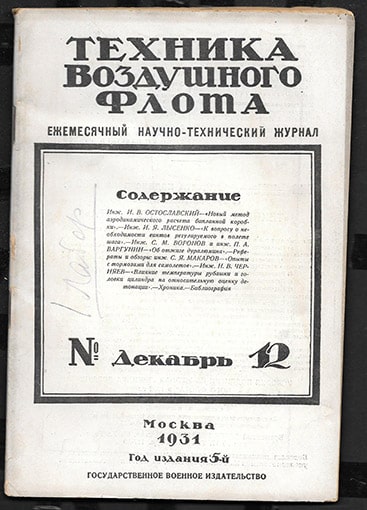 ТЕХНИКА
ВОЗДУШНОГО
ФЛОТА
ЕЖЕМЕСЯЧНЫЙ НАУЧНО-ТЕХНИЧЕСКИЙ ЖУРНАЛ
Содержание
Инж. И. В. ОСТОСЛАВСКИЙ—«Новый метод
аэродинамического расчета бипланной короб-
ки».—Инж. И. Я. ЛЫСЕНКО—«К вопросу о не-
обходимости винта регулируемого в полете
шага».—Инж. С. М. ВОРОНОВ и инж. П. А.
ВАРГУНИН—«Об отжиге дуралюмина».—Рефе-
раты и обзоры: инж. С. Я. МАКАРОВ—«Опыты
с тормозами для самолетов».—Инж. Н. В. ЧЕР-
НЯЕВ—«Влияние температуры рубашки и го-
ловки цилиндра на относительную оценку де-
тонации».—Хроника.—Библиография
№ Декабрь 12
Москва
1931
Год издания 5-й
ГОСУДАРСТВЕННОЕ ВОЕННОЕ ИЗДАТЕЛЬСТВО